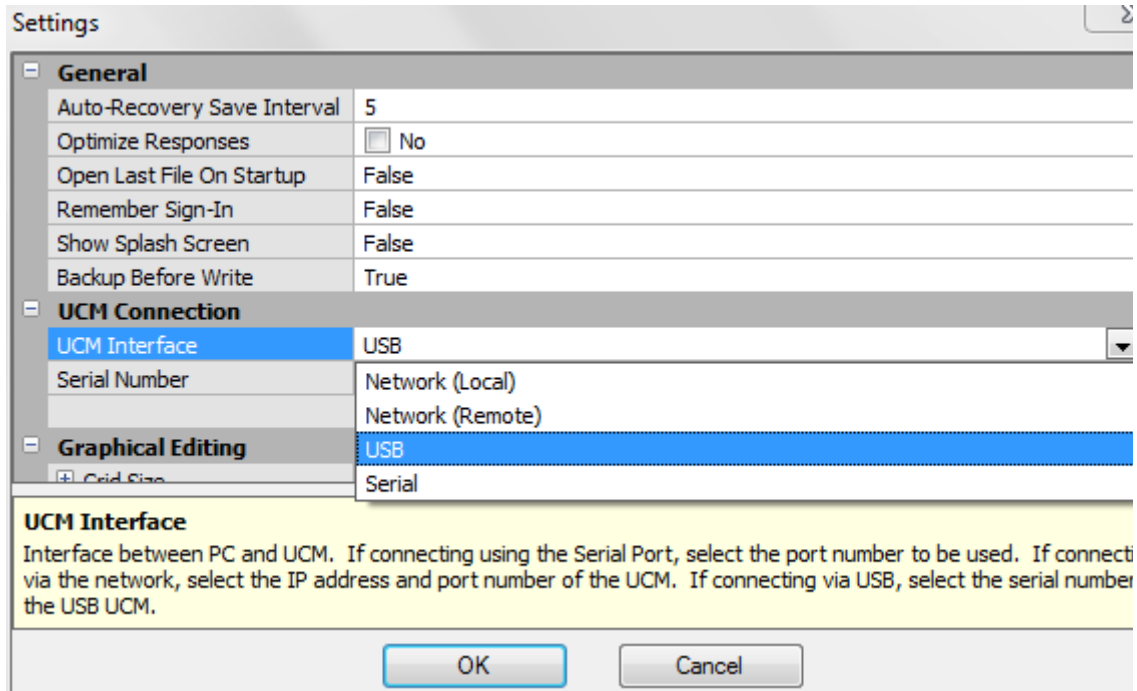 Settings
General
Auto-Recovery Save Interval 5
Optimize Responses No
Open Last File On Startup False
Remember Sign-In False
Show Splash Screen False
Backup Before Write True
UCM Connection
UCM Interface USB
Serial Number Network (Local)
Network (Remote)
Graphical Editing USB
Grid Size Serial
UCM Interface
Interface between PC and UCM. If connecting using the Serial Port, select the port number to be used. If connecti
via the network, select the IP address and port number of the UCM. If connecting via USB, select the serial number
the USB UCM.
OK Cancel